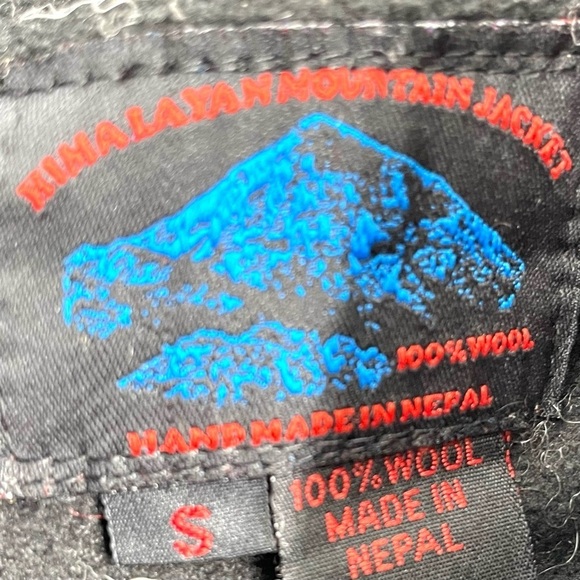 HIMALAYAN MOUNTAIN JACKET
100% WOOL
HAND MADE IN NEPAL
S
100% WOOL
MADE IN
NEPAL